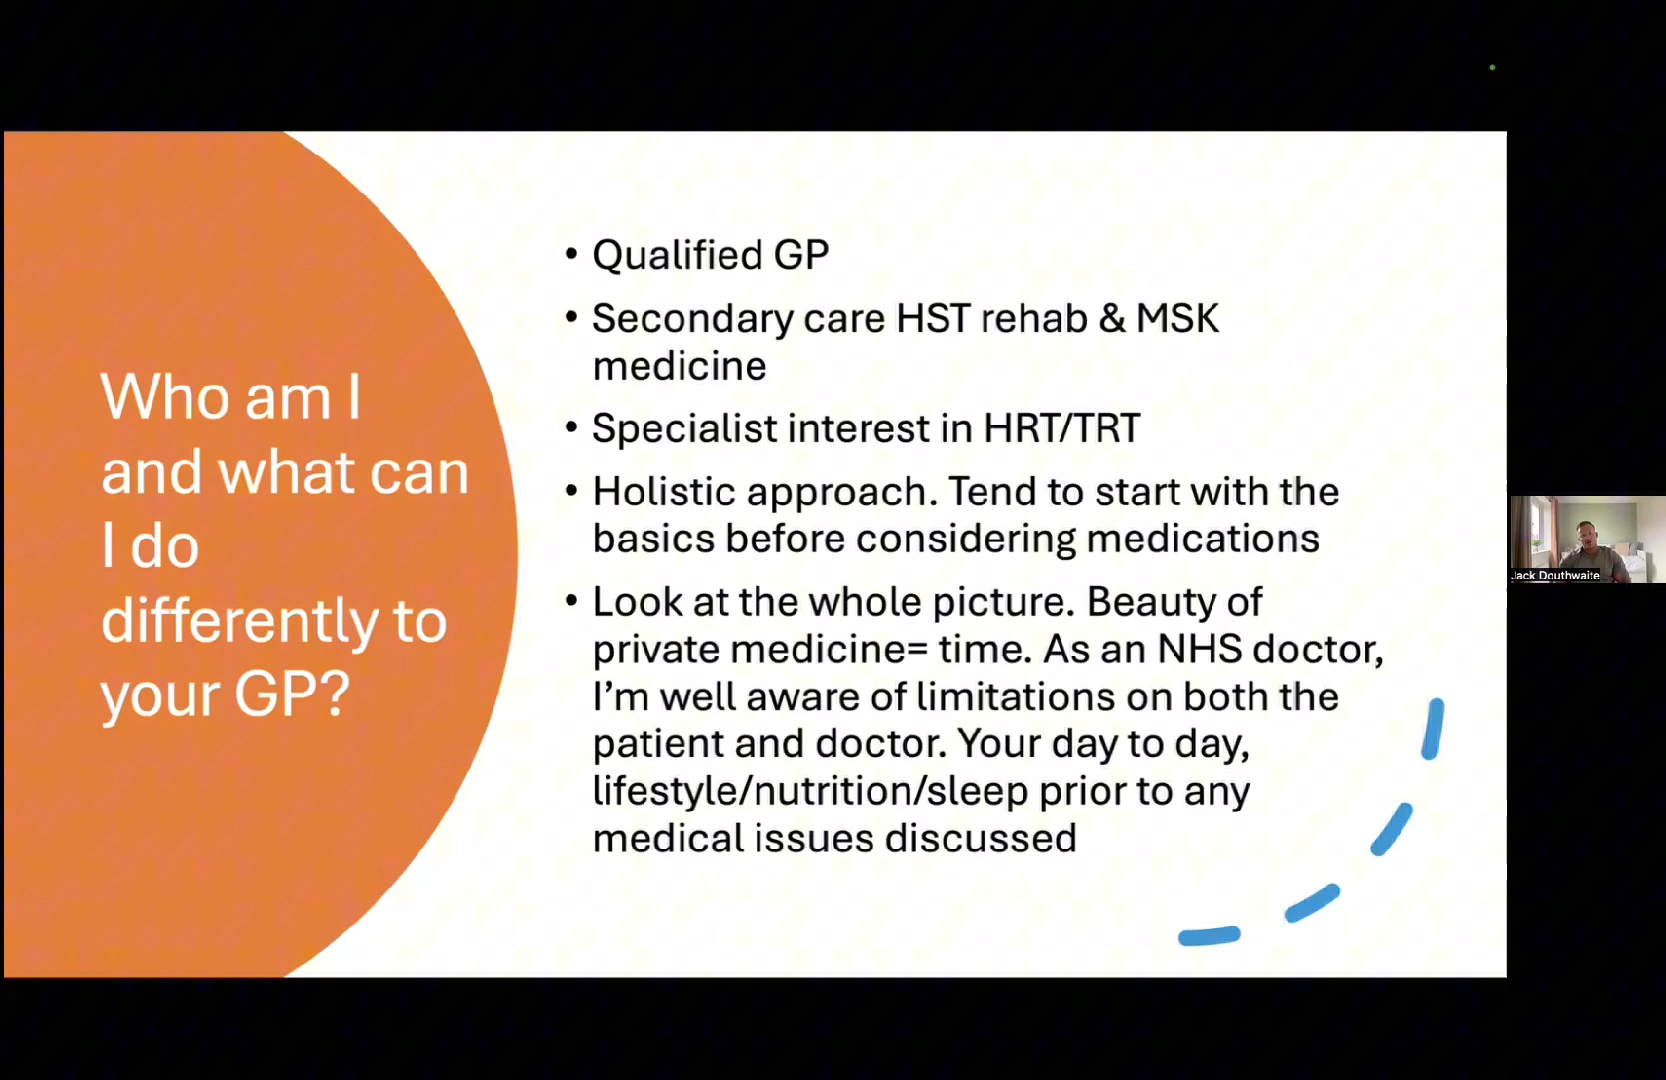 Who am I
and what can
I do
differently to
your GP?
• Qualified GP
• Secondary care HST rehab & MSK
medicine
• Specialist interest in HRT/TRT
• Holistic approach. Tend to start with the
basics before considering medications
• Look at the whole picture. Beauty of
private medicine= time. As an NHS doctor,
I’m well aware of limitations on both the
patient and doctor. Your day to day,
lifestyle/nutrition/sleep prior to any
medical issues discussed
Jack Douthwaite